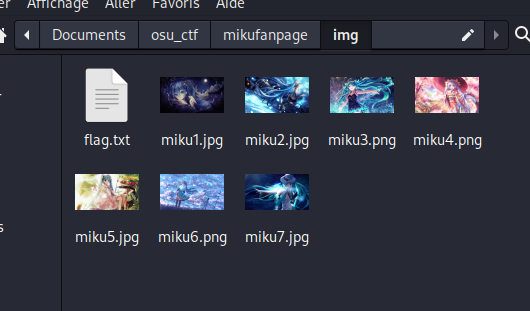 Affichage Aller Favoris Aide
Documents osu_ctf mikufanpage img
flag.txt miku1.jpg miku2.jpg miku3.png miku4.png
miku5.jpg miku6.png miku7.jpg